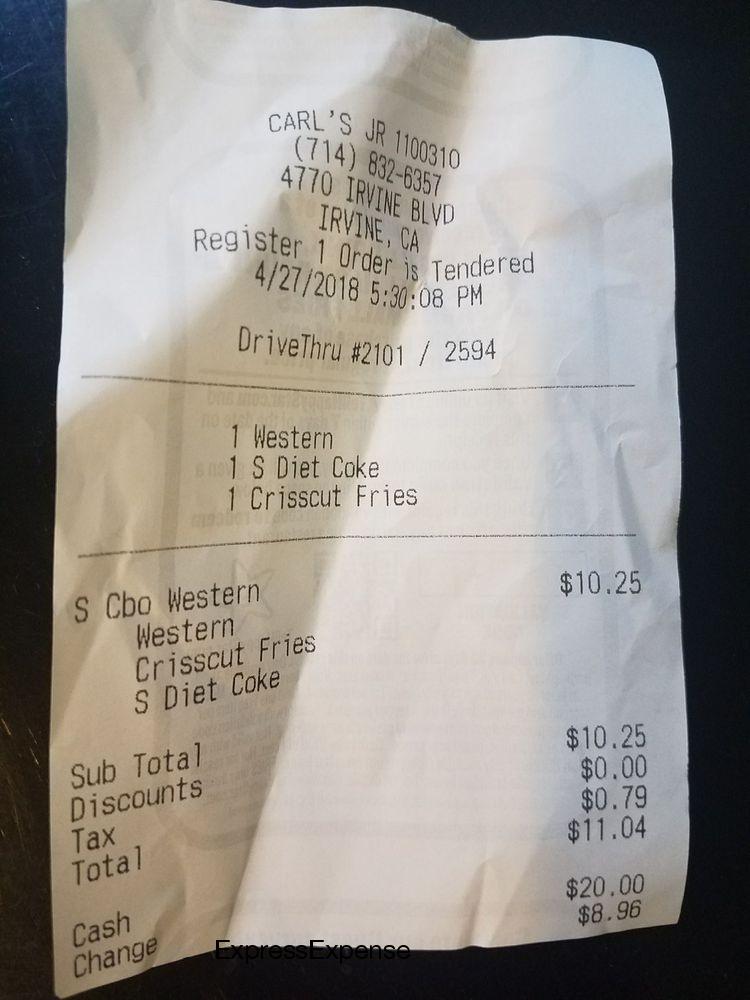 CARL'S JR 1100310
(714) 832-6357
4770 IRVINE BLVD
IRVINE, CA
Register 1 Order is Tendered
4/27/2018 5:30:08 PM
DriveThru #2101 / 2594
1 Western
1 S Diet Coke
1 Crisscut Fries
S Cbo Western $10.25
Western
Crisscut Fries
S Diet Coke
Sub Total $10.25
Discounts $0.00
Tax $0.79
Total $11.04
Cash $20.00
Change $8.96
ExpressExpense